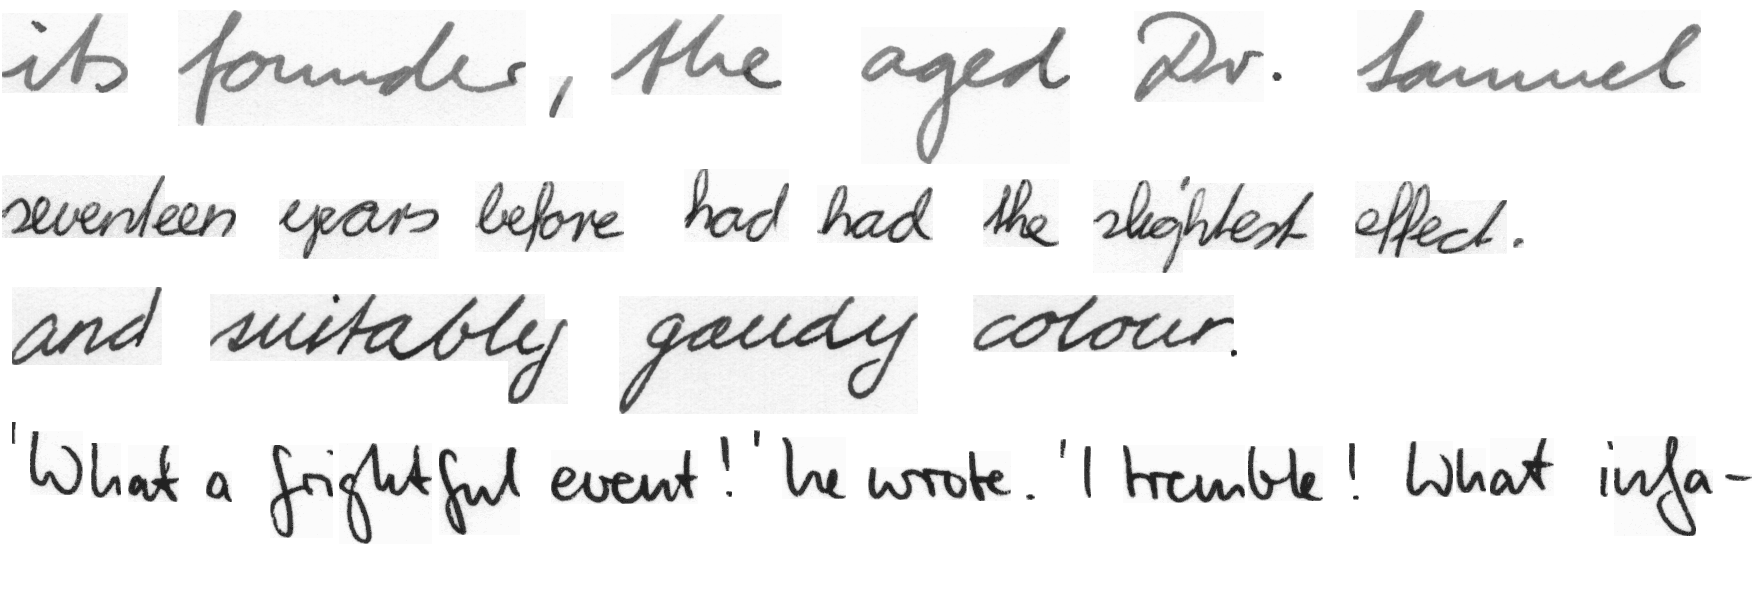 its founder, the aged Dr. Samuel
seventeen years before had had the slightest effect.
and suitably gaudy colour.
'What a frightful event!' he wrote. 'I tremble! What infa-